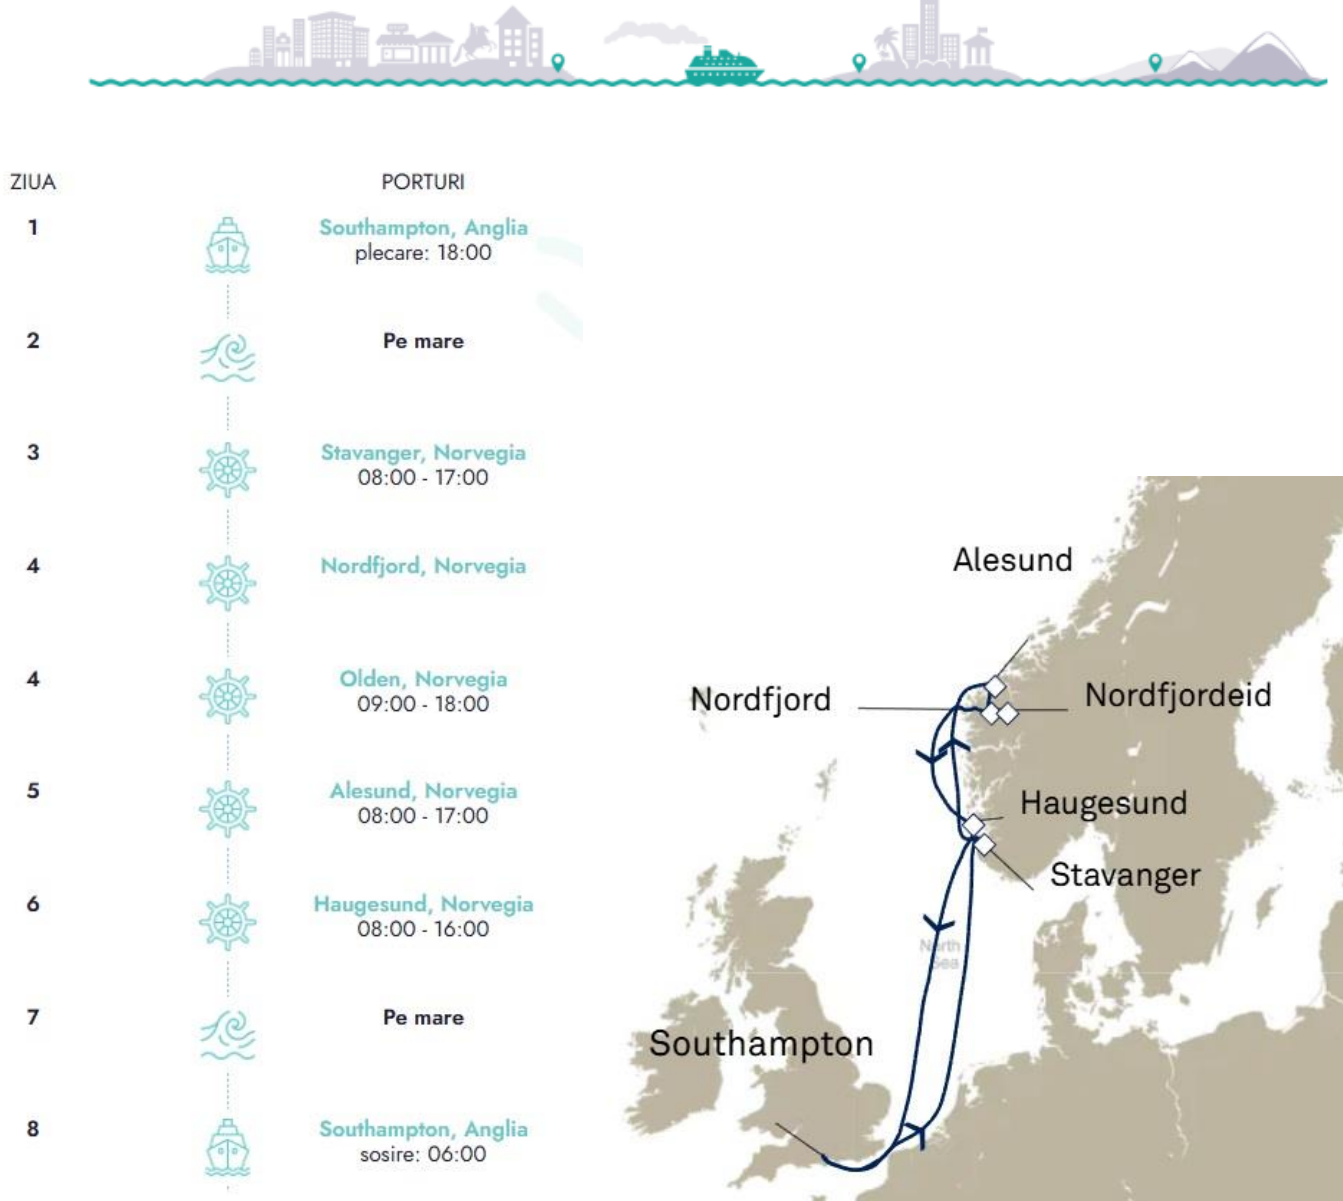 ZIUA PORTURI
1 Southampton, Anglia
plecare: 18:00
2 Pe mare
3 Stavanger, Norvegia
08:00 - 17:00
4 Nordfjord, Norvegia
4 Olden, Norvegia
09:00 - 18:00
5 Alesund, Norvegia
08:00 - 17:00
6 Haugesund, Norvegia
08:00 - 16:00
7 Pe mare
8 Southampton, Anglia
sosire: 06:00
Alesund
Nordfjord
Nordfjordeid
Haugesund
Stavanger
North
Sea
Southampton